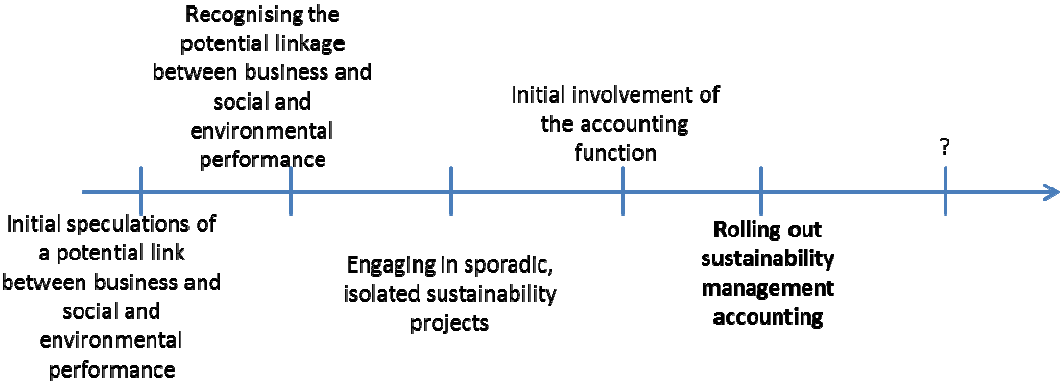 Recognising the
potential linkage
between business and
social and
environmental
performance
Initial involvement of
the accounting
function
?
Initial speculations of
a potential link
between business and
social and
environmental
performance
Engaging in sporadic,
isolated sustainability
projects
Rolling out
sustainability
management
accounting